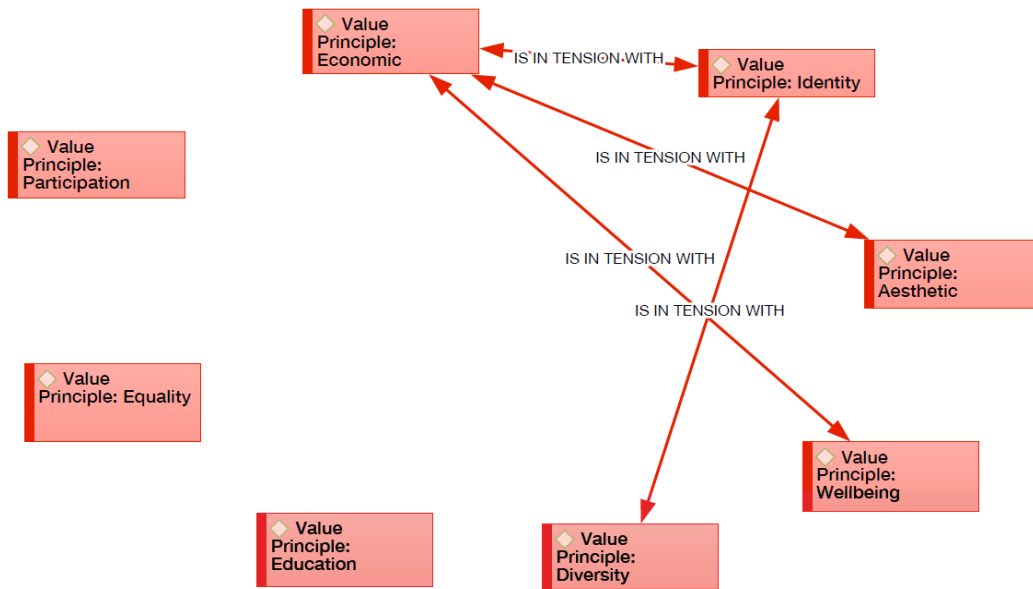 Value
Principle:
Economic
IS IN TENSION WITH
Value
Principle: Identity
Value
Principle:
Participation
IS IN TENSION WITH
Value
Principle:
Aesthetic
IS IN TENSION WITH
IS IN TENSION WITH
Value
Principle: Equality
Value
Principle:
Wellbeing
Value
Principle:
Education
Value
Principle:
Diversity